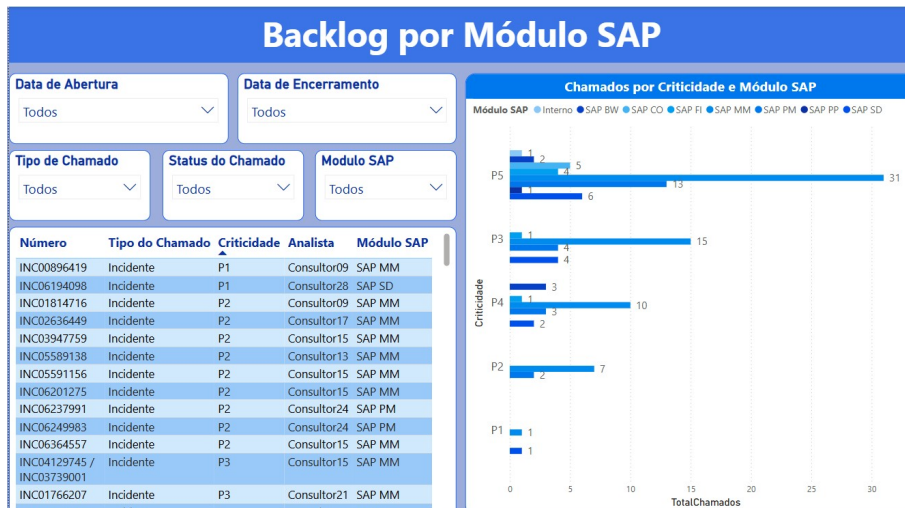 Backlog por Módulo SAP
Data de Abertura
Todos
Data de Encerramento
Todos
Tipo de Chamado
Todos
Status do Chamado
Todos
Modulo SAP
Todos
Número Tipo do Chamado Criticidade Analista Módulo SAP
INC00896419 Incidente P1 Consultor09 SAP MM
INC06194098 Incidente P1 Consultor28 SAP SD
INC01814716 Incidente P2 Consultor09 SAP MM
INC02636449 Incidente P2 Consultor17 SAP MM
INC03947759 Incidente P2 Consultor15 SAP MM
INC05589138 Incidente P2 Consultor13 SAP MM
INC05591156 Incidente P2 Consultor15 SAP MM
INC06201275 Incidente P2 Consultor15 SAP MM
INC06237991 Incidente P2 Consultor24 SAP PM
INC06249983 Incidente P2 Consultor24 SAP PM
INC06364557 Incidente P2 Consultor15 SAP MM
INC04129745 / Incidente P3 Consultor15 SAP MM
INC03739001
INC01766207 Incidente P3 Consultor21 SAP MM
Chamados por Criticidade e Módulo SAP
Módulo SAP Interno SAP BW SAP CO SAP FI SAP MM SAP PM SAP PP SAP SD
Criticidade
P5
1
2
5
4
31
13
1
6
P3
1
15
4
4
P4
3
1
10
3
2
P2
7
2
P1
1
1
0 5 10 15 20 25 30
TotalChamados